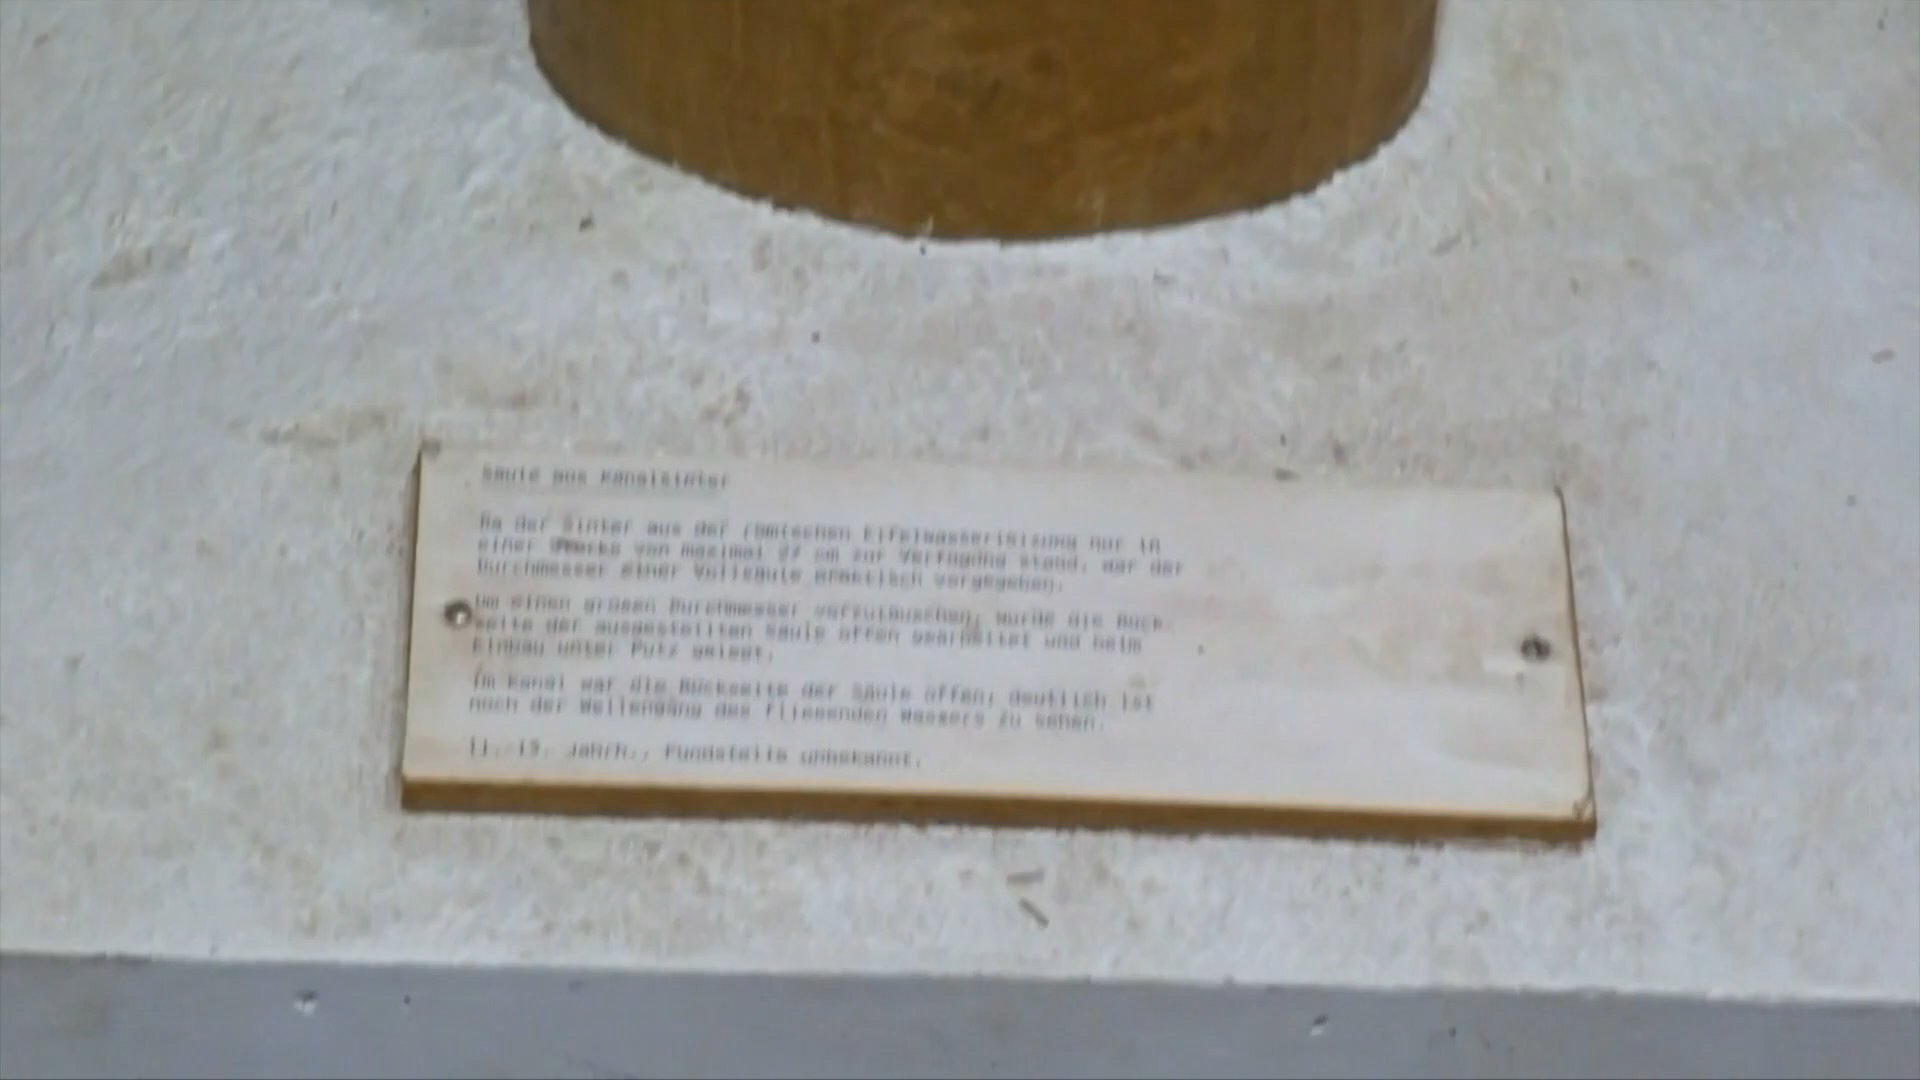 Säule aus Kanalsinter
Da der Sinter aus der römischen Eifelwasserleitung nur in
einer Stärke von maximal 27 cm zur Verfügung stand, war der
Durchmesser einer Vollsäule praktisch vorgegeben.
Um einen grösen Durchmesser vorzutäuschen, wurde die Rück
seite der ausgestellten Säule offen gearbeitet und beim
Einbau unter Putz gelegt.
Im Kanal war die Rückseite der Säule offen; deutlich ist
noch der Wellengang des fliesenden Wassers zu sehen.
11.-13. Jahrh., Fundstelle unbekannt.